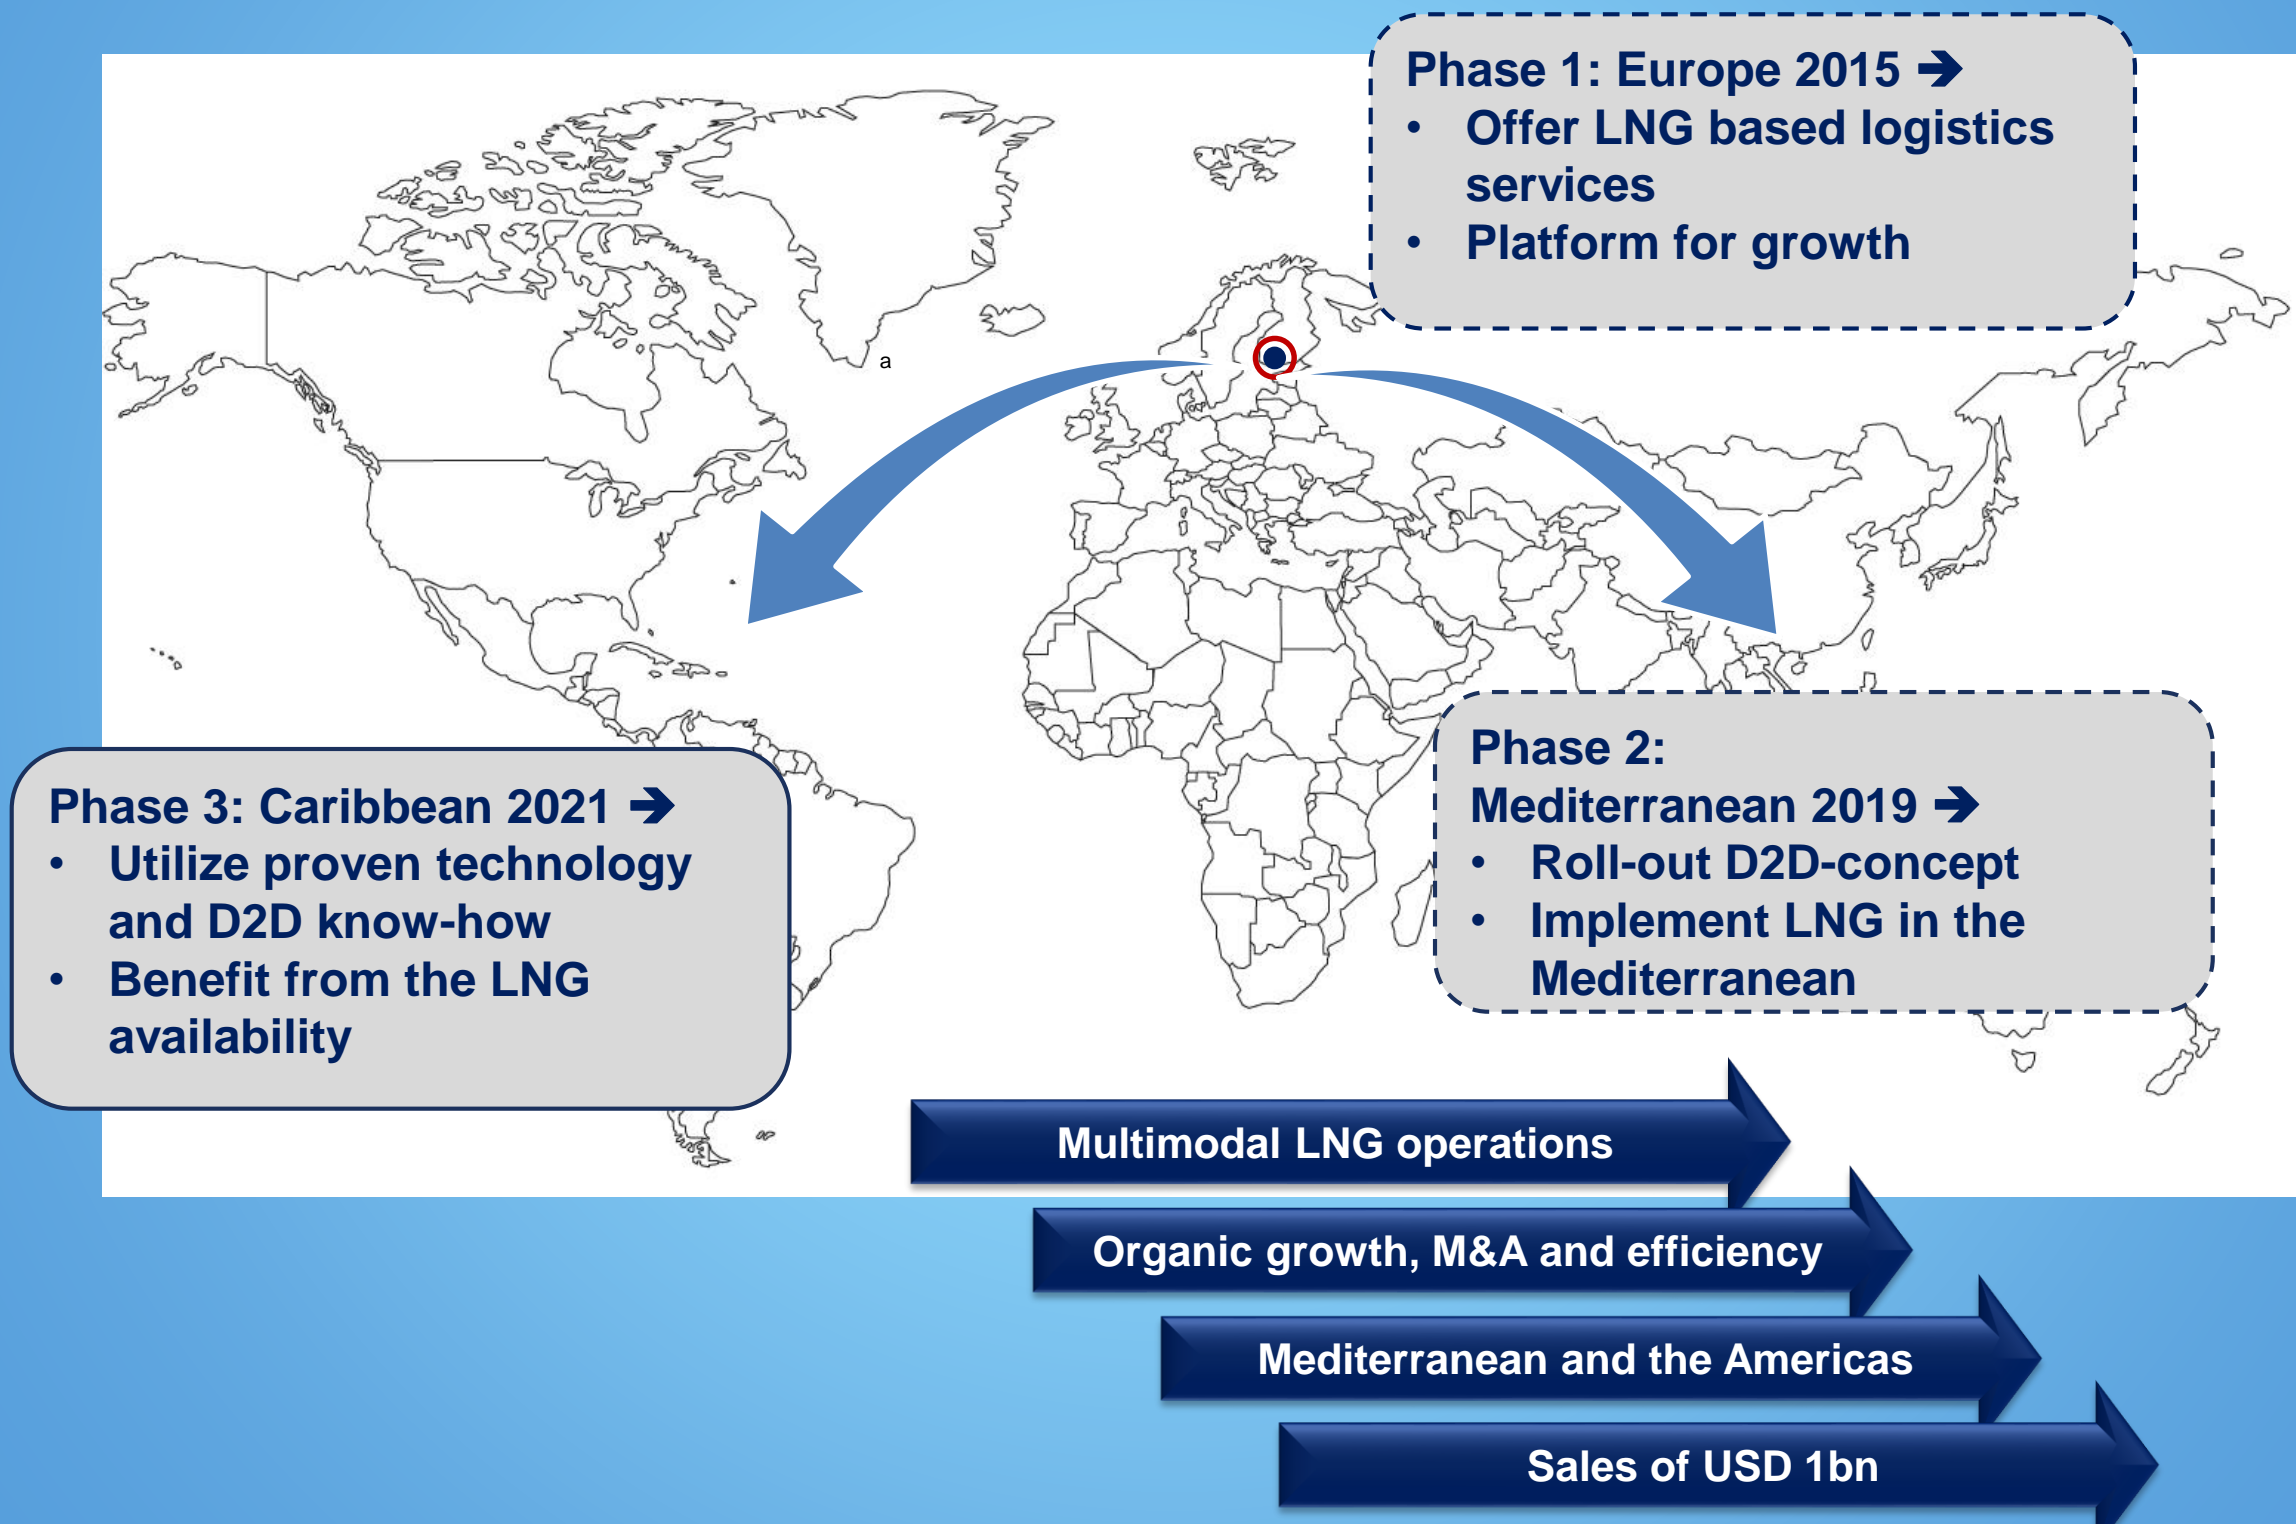 Phase 1: Europe 2015 ➔
• Offer LNG based logistics
services
• Platform for growth
a
Phase 2:
Mediterranean 2019 ➔
• Roll-out D2D-concept
• Implement LNG in the
Mediterranean
Phase 3: Caribbean 2021 ➔
• Utilize proven technology
and D2D know-how
• Benefit from the LNG
availability
Multimodal LNG operations
Organic growth, M&A and efficiency
Mediterranean and the Americas
Sales of USD 1bn